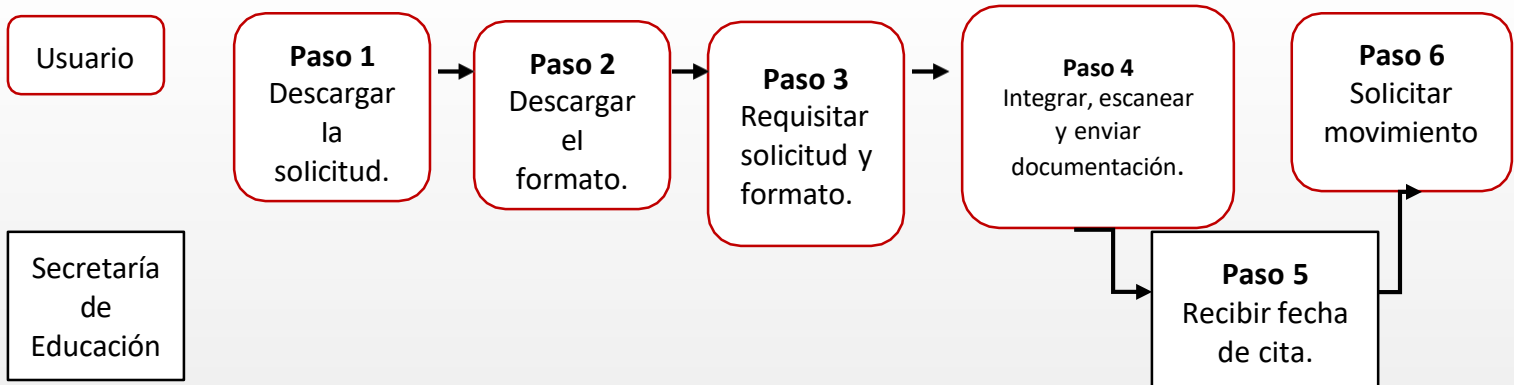 Usuario
Paso 1
Descargar
la
solicitud.
Paso 2
Descargar
el
formato.
Paso 3
Requisitar
solicitud y
formato.
Paso 4
Integrar, escanear
y enviar
documentación.
Paso 6
Solicitar
movimiento
Secretaría
de
Educación
Paso 5
Recibir fecha
de cita.